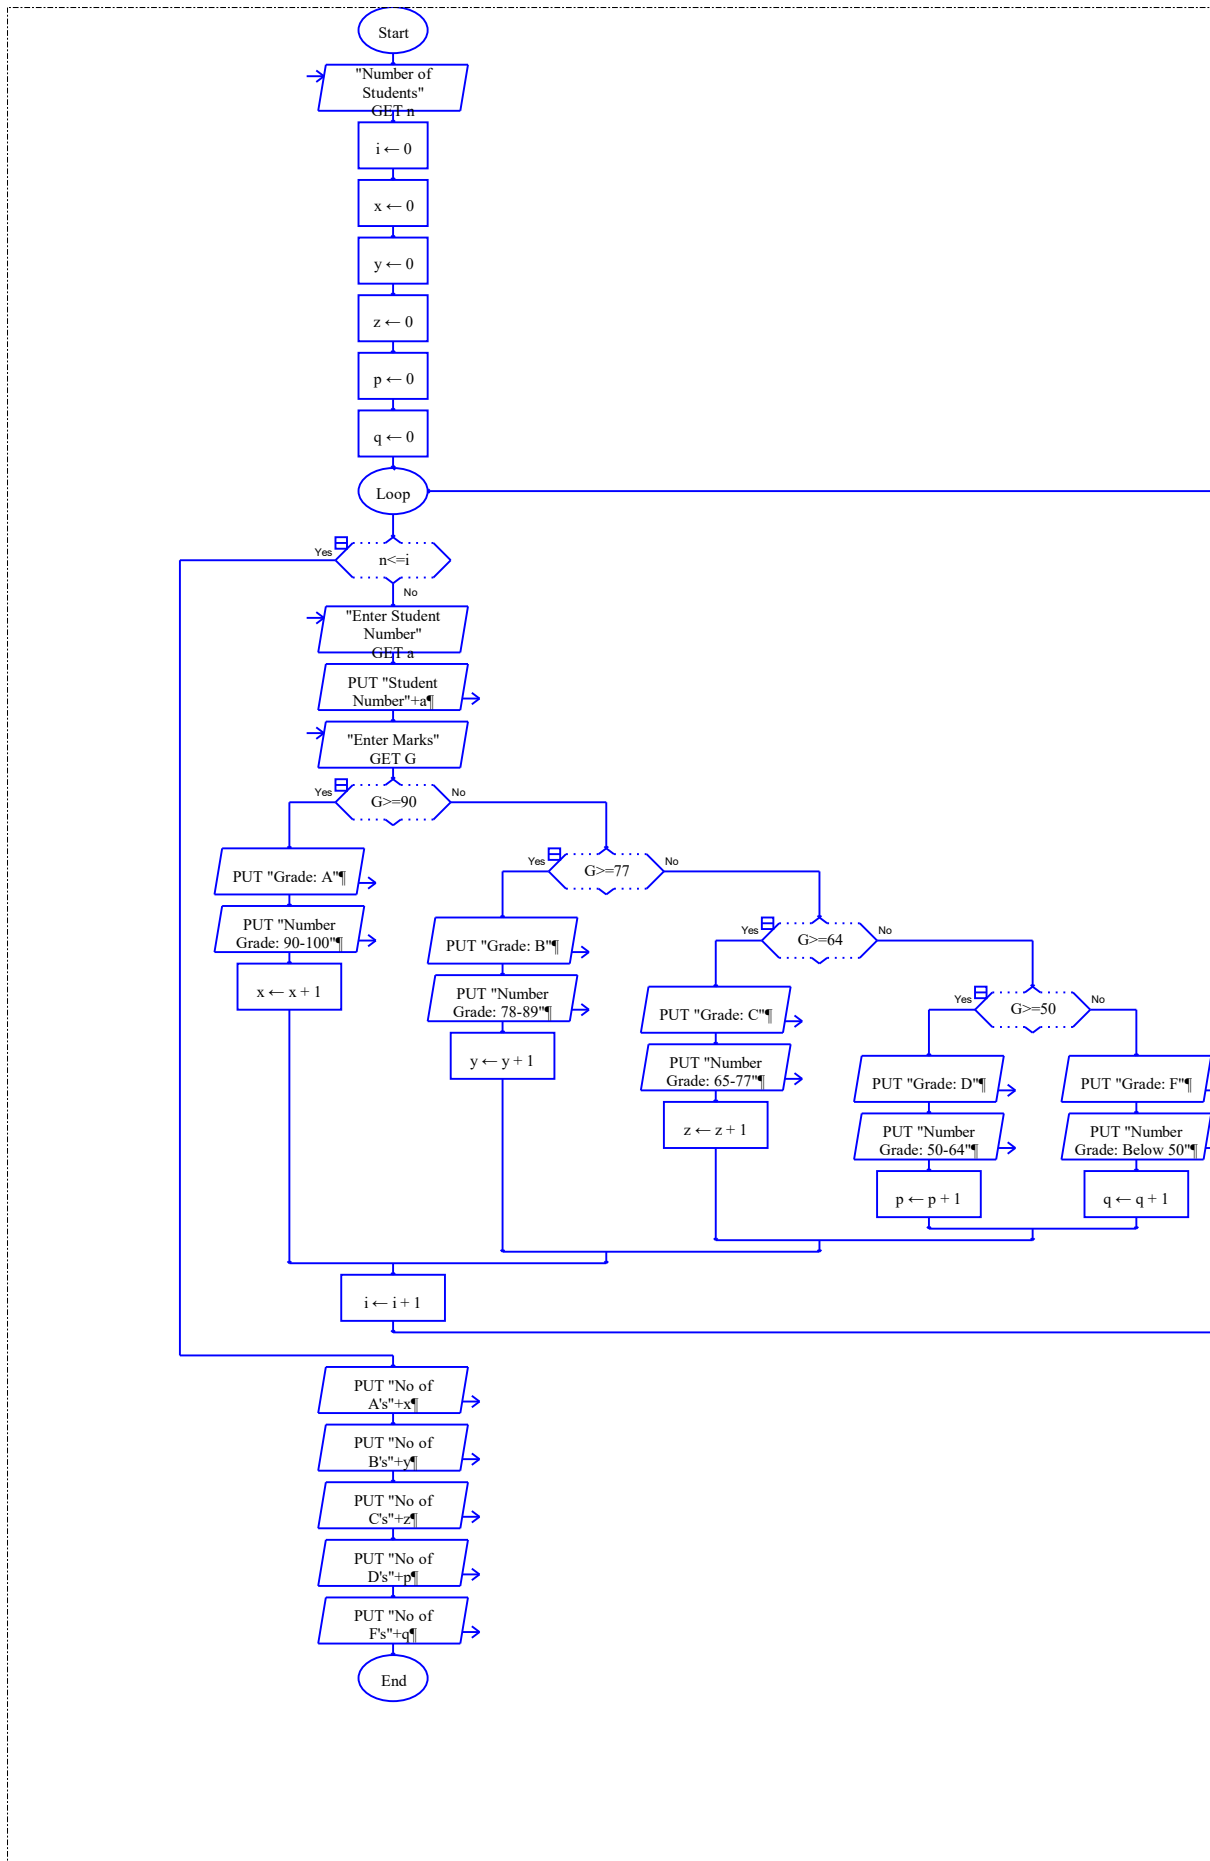 Start
"Number of
Students"
GET n
i ← 0
x ← 0
y ← 0
z ← 0
p ← 0
q ← 0
Loop
Yes
n<=i
No
"Enter Student
Number"
GET a
PUT "Student
Number"+a¶
"Enter Marks"
GET G
Yes
G>=90
No
PUT "Grade: A"¶
PUT "Number
Grade: 90-100"¶
x ← x + 1
Yes
G>=77
No
PUT "Grade: B"¶
PUT "Number
Grade: 78-89"¶
y ← y + 1
Yes
G>=64
No
PUT "Grade: C"¶
PUT "Number
Grade: 65-77"¶
z ← z + 1
Yes
G>=50
No
PUT "Grade: D"¶
PUT "Number
Grade: 50-64"¶
p ← p + 1
PUT "Grade: F"¶
PUT "Number
Grade: Below 50"¶
q ← q + 1
i ← i + 1
PUT "No of
A's"+x¶
PUT "No of
B's"+y¶
PUT "No of
C's"+z¶
PUT "No of
D's"+p¶
PUT "No of
F's"+q¶
End